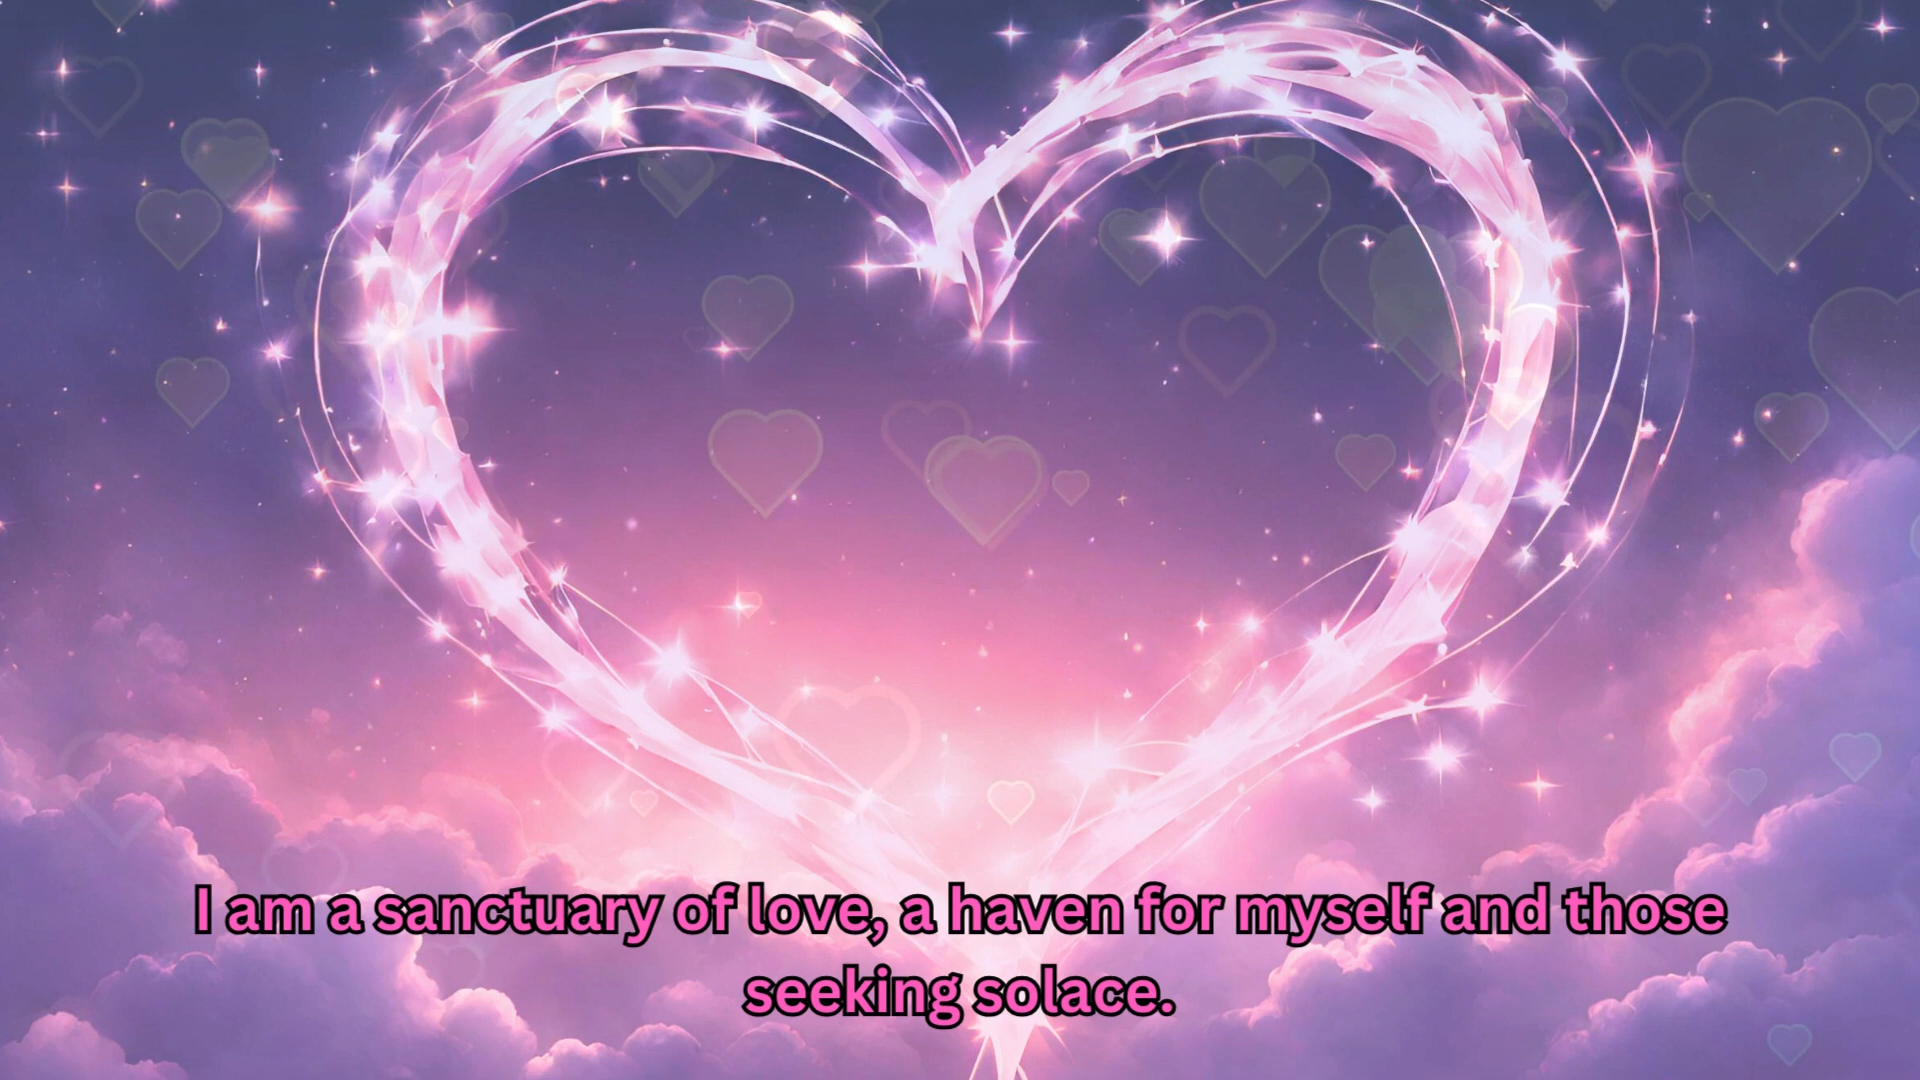 I am a sanctuary of love, a haven for myself and those
seeking solace.